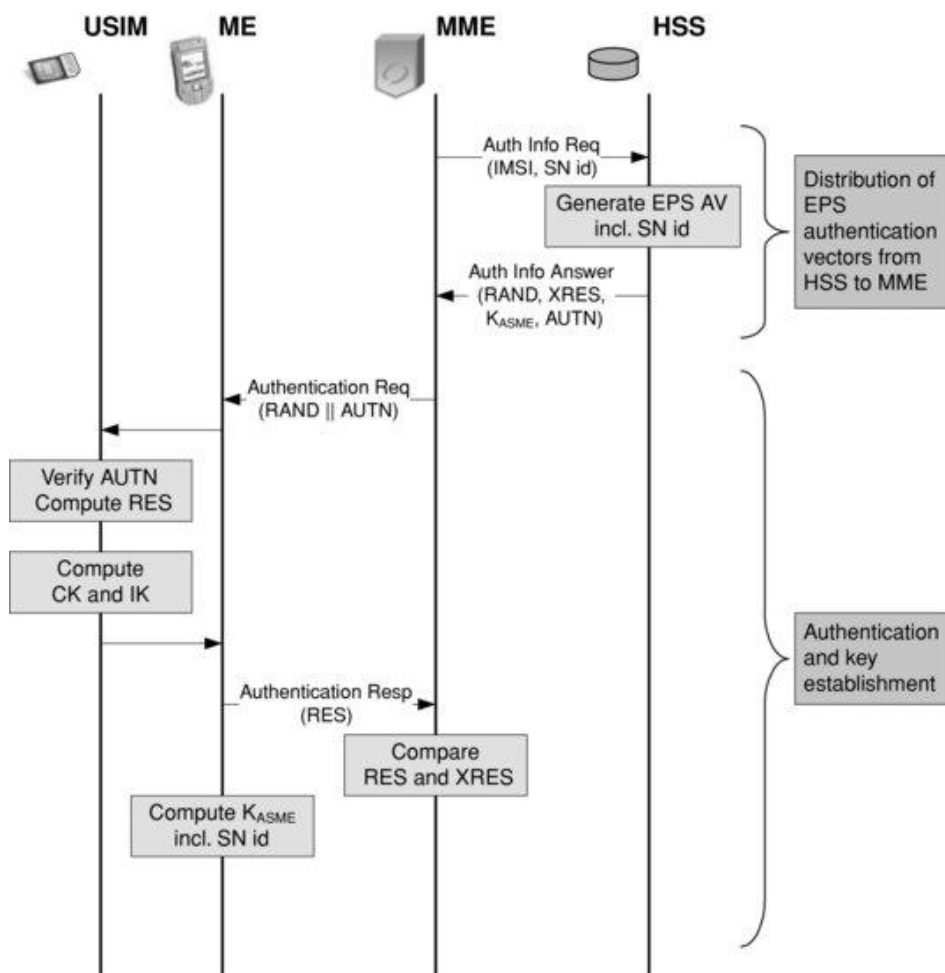 USIM
ME
MME
HSS
Auth Info Req
(IMSI, SN id)
Generate EPS AV
incl. SN id
Auth Info Answer
(RAND, XRES,
K_ASME, AUTN)
Distribution of
EPS
authentication
vectors from
HSS to MME
Authentication Req
(RAND || AUTN)
Verify AUTN
Compute RES
Compute
CK and IK
Authentication Resp
(RES)
Compare
RES and XRES
Compute K_ASME
incl. SN id
Authentication
and key
establishment